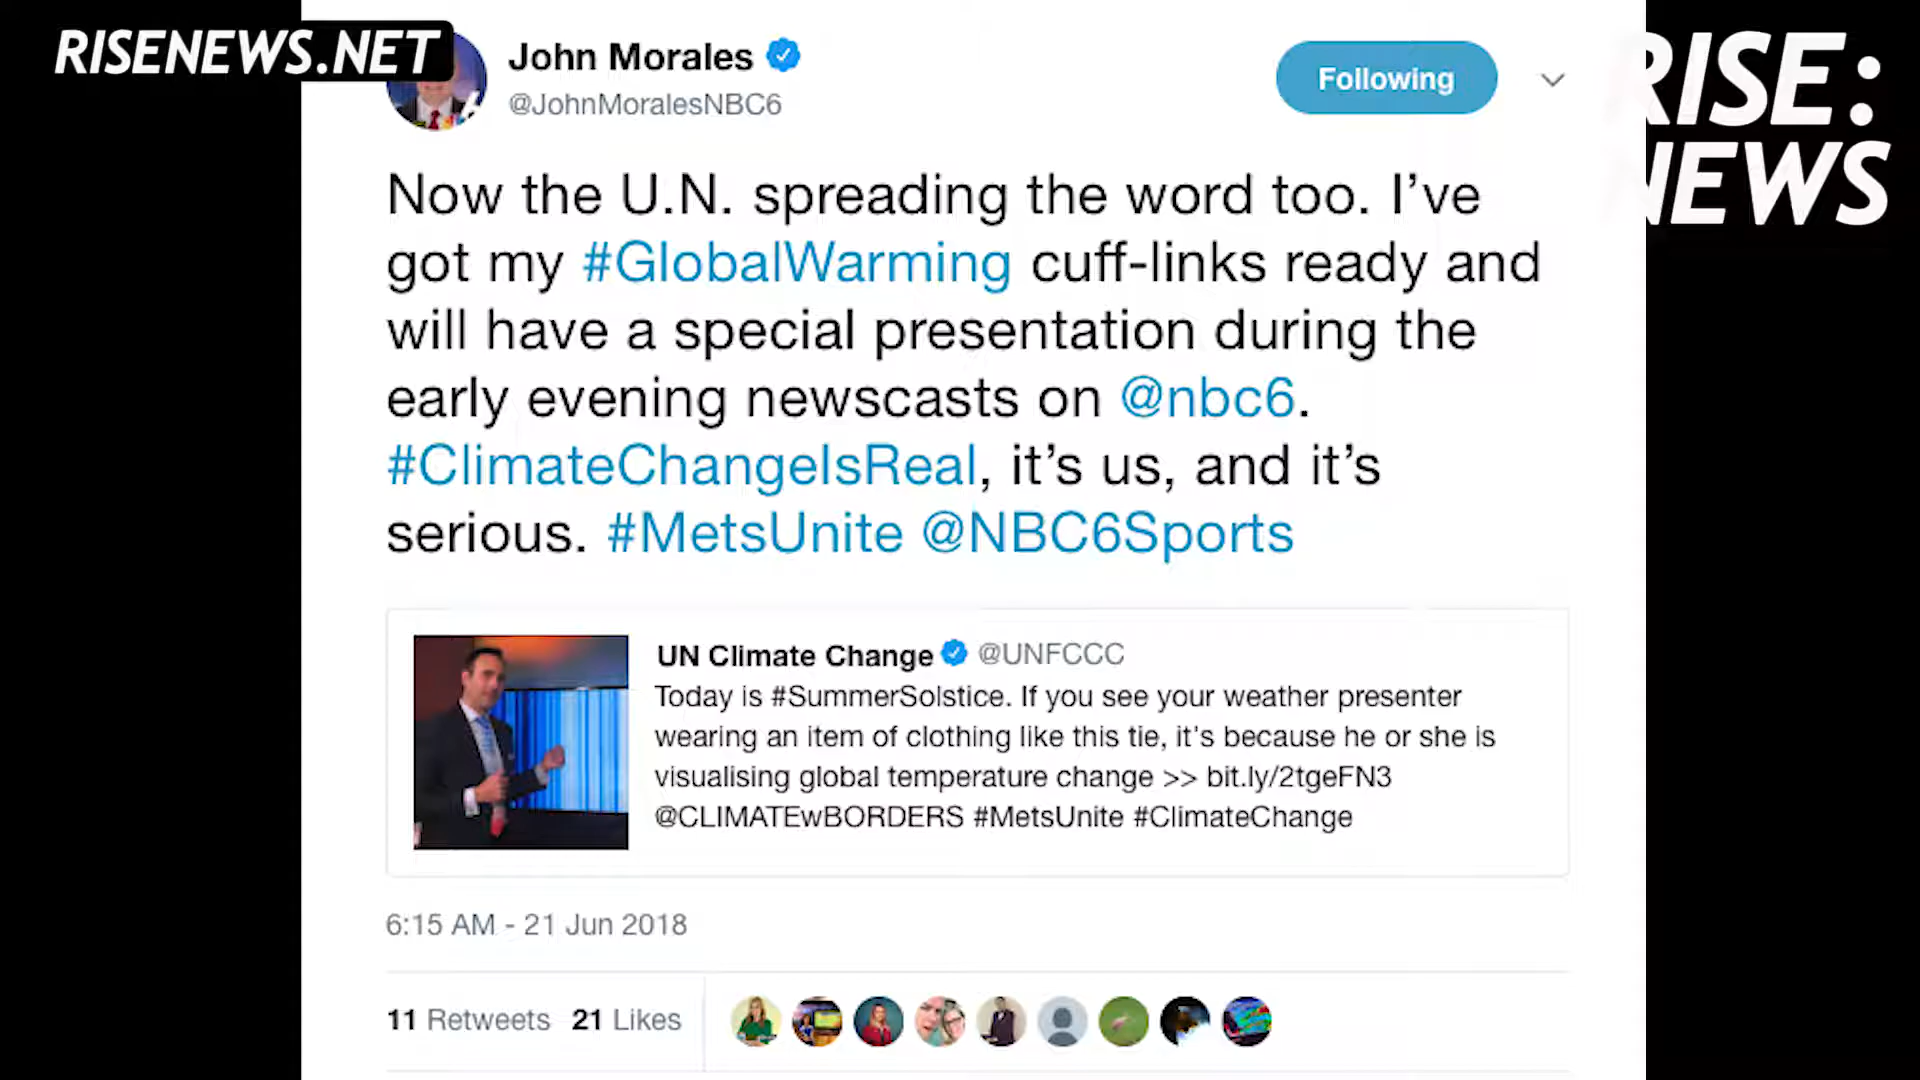 RISENEWS.NET
John Morales
@JohnMoralesNBC6
Following
RISE:
NEWS
Now the U.N. spreading the word too. I’ve
got my #GlobalWarming cuff-links ready and
will have a special presentation during the
early evening newscasts on @nbc6.
#ClimateChangeIsReal, it’s us, and it’s
serious. #MetsUnite @NBC6Sports
UN Climate Change @UNFCCC
Today is #SummerSolstice. If you see your weather presenter
wearing an item of clothing like this tie, it's because he or she is
visualising global temperature change >> bit.ly/2tgeFN3
@CLIMATEwBORDERS #MetsUnite #ClimateChange
6:15 AM - 21 Jun 2018
11 Retweets 21 Likes